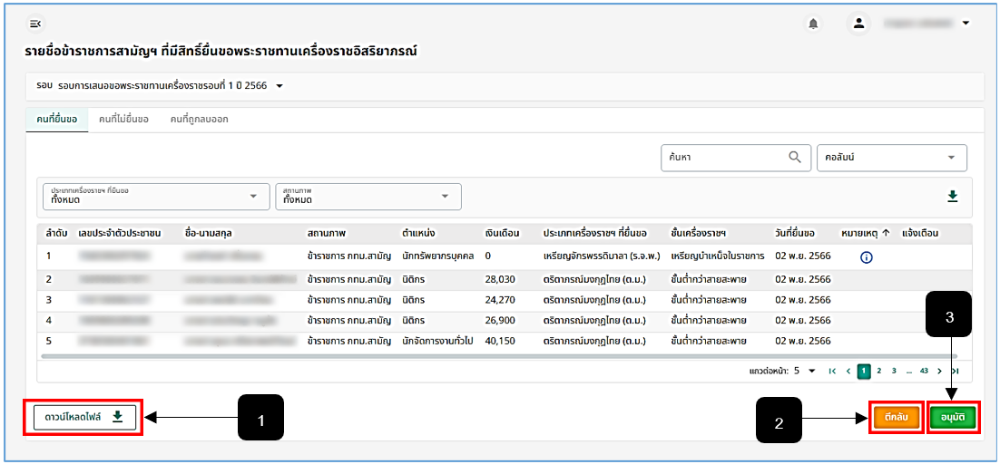 รายชื่อข้าราชการสามัญฯ ที่มีสิทธิ์ยื่นขอพระราชทานเครื่องราชอิสริยาภรณ์
รอบ รอบการเสนอขอพระราชทานเครื่องราชรอบที่ 1 ปี 2566
คนที่ยื่นขอ คนที่ไม่ยื่นขอ คนที่ถูกลบออก
ค้นหา คอลัมน์
ประเภทเครื่องราชฯ ที่ยื่นขอ สถานภาพ
ทั้งหมด ทั้งหมด
ลำดับ เลขประจำตัวประชาชน ชื่อ-นามสกุล สถานภาพ ตำแหน่ง เงินเดือน ประเภทเครื่องราชฯ ที่ยื่นขอ ชั้นเครื่องราชฯ วันที่ยื่นขอ หมายเหตุ แจ้งเตือน
1 ข้าราชการ กทม.สามัญ นักทรัพยากรบุคคล 0 เหรียญจักรพรรดิมาลา (ร.จ.พ.) เหรียญบำเหน็จในราชการ 02 พ.ย. 2566
2 ข้าราชการ กทม.สามัญ นิติกร 28,030 ตริตาภรณ์มงกุฎไทย (ต.ม.) ชั้นต่ำกว่าสายสะพาย 02 พ.ย. 2566
3 ข้าราชการ กทม.สามัญ นิติกร 24,270 ตริตาภรณ์มงกุฎไทย (ต.ม.) ชั้นต่ำกว่าสายสะพาย 02 พ.ย. 2566
4 ข้าราชการ กทม.สามัญ นิติกร 26,900 ตริตาภรณ์มงกุฎไทย (ต.ม.) ชั้นต่ำกว่าสายสะพาย 02 พ.ย. 2566
5 ข้าราชการ กทม.สามัญ นักจัดการงานทั่วไป 40,150 ตริตาภรณ์มงกุฎไทย (ต.ม.) ชั้นต่ำกว่าสายสะพาย 02 พ.ย. 2566
3
แถวต่อหน้า: 5 1 2 3 ... 43
ดาวน์โหลดไฟล์ 1 2 ตีกลับ อนุมัติ